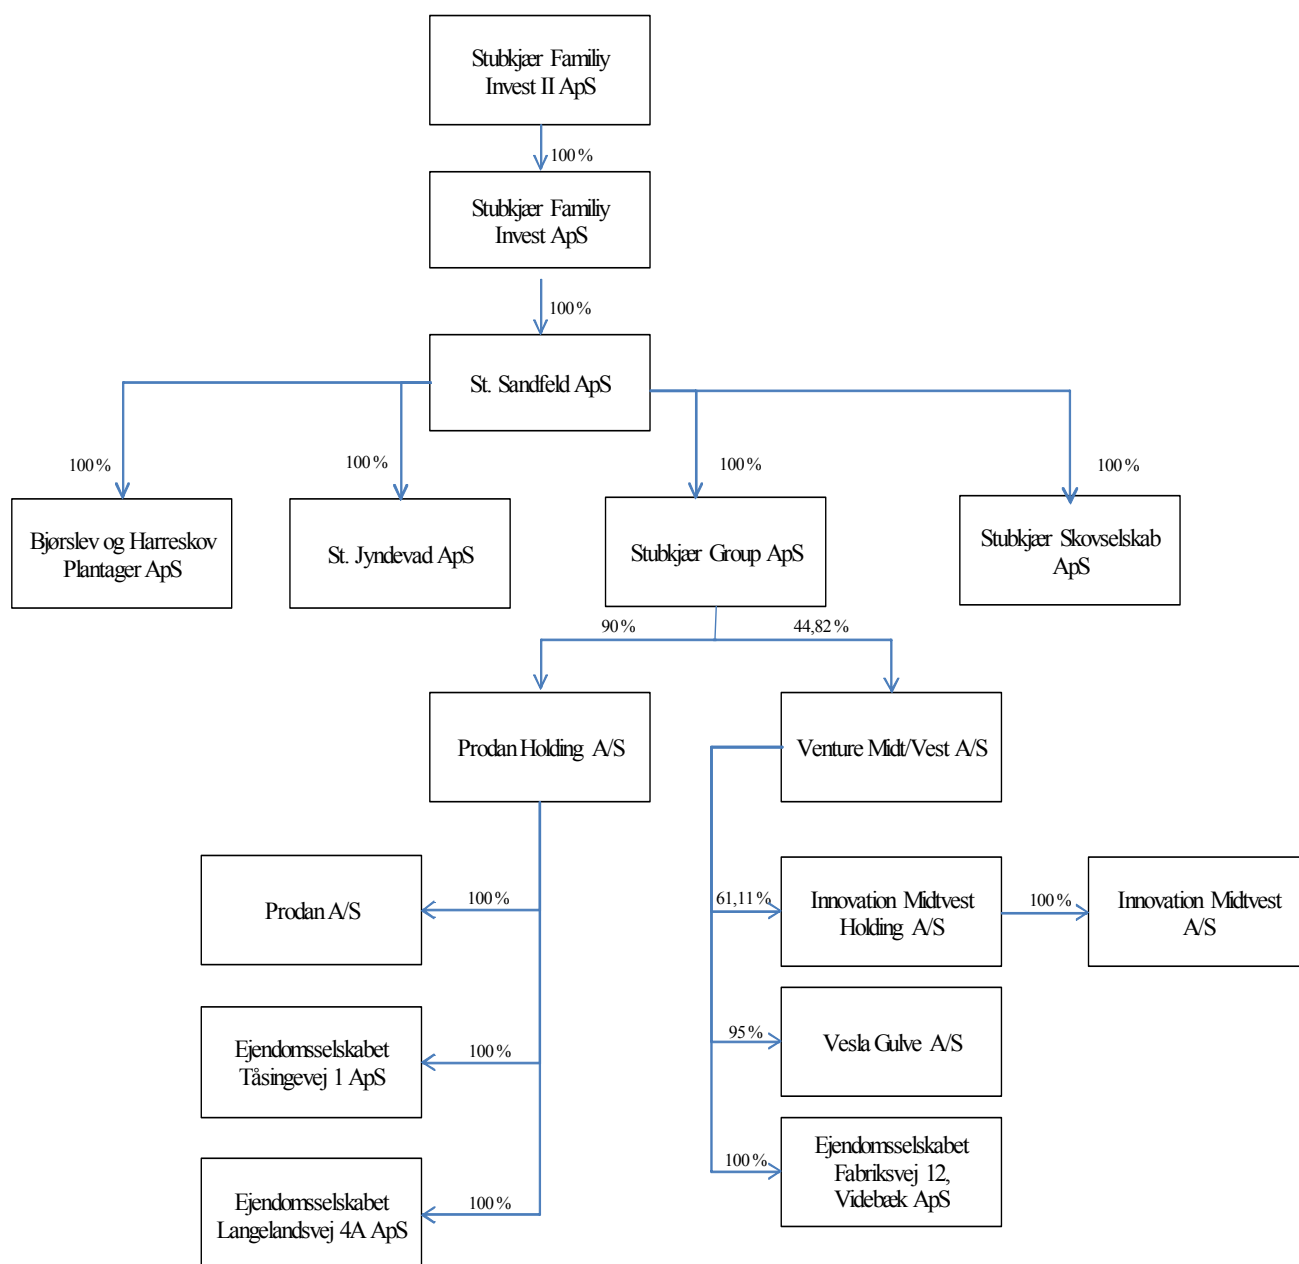 Stubkjær Familiy
Invest II ApS
100%
Stubkjær Familiy
Invest ApS
100%
St. Sandfeld ApS
100%
100%
100%
100%
Bjørslev og Harreskov
Plantager ApS
St. Jyndevad ApS
Stubkjær Group ApS
Stubkjær Skovselskab
ApS
90%
44,82%
Prodan Holding A/S
Venture Midt/Vest A/S
Prodan A/S
100%
61,11%
Innovation Midtvest
Holding A/S
100%
Innovation Midtvest
A/S
Ejendomsselskabet
Tåsingevej 1 ApS
100%
95%
Vesla Gulve A/S
Ejendomsselskabet
Langelandsvej 4A ApS
100%
100%
Ejendomsselskabet
Fabriksvej 12,
Videbæk ApS